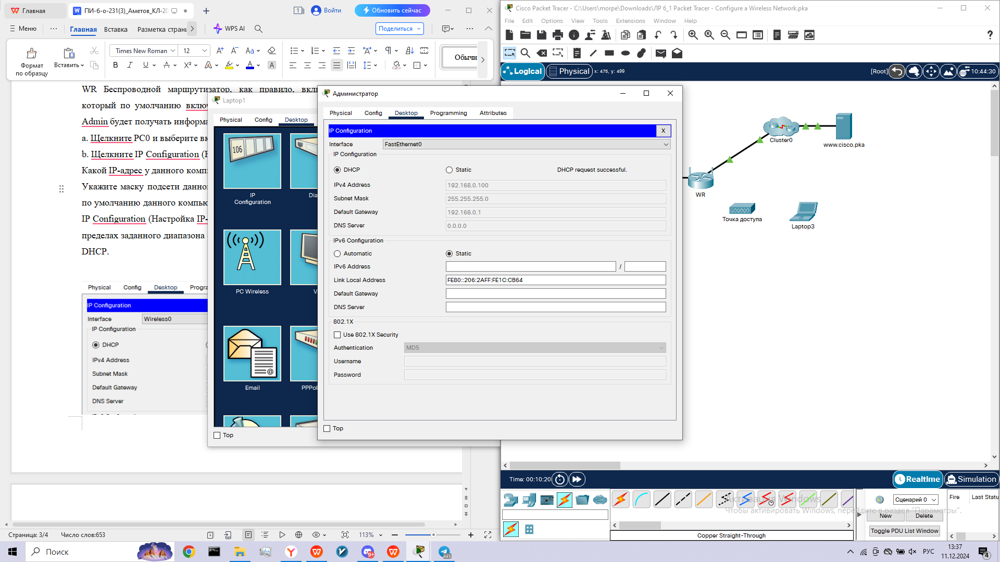 Главная
ПИ-б-о-231(3)_Аметов_КЛ-20
1
Войти
Обновить сейчас
Меню
Главная
Вставка
Разметка страни
WPS AI
Поделиться
Формат
по образцу
Вставить
Times New Roman
12
Обычн
WR Беспроводной маршрутизатор, как правило, вкл
который по умолчанию включ
Admin будет получать информа
a. Щелкните PC0 и выберите вк
b. Щелкните IP Configuration (Н
Какой IP-адрес у данного компь
Укажите маску подсети данно
по умолчанию данного компью
IP Configuration (Настройка IP-
пределах заданного диапазона
DHCP.
Physical Config Desktop Progra
IP Configuration
Interface Wireless0
IP Configuration
DHCP
IPv4 Address
Subnet Mask
Default Gateway
DNS Server
Страница: 3/4
Число слов:653
113%
Laptop1
Physical Config Desktop
106
IP
Configuration
Dia
PC Wireless
V
Email
PPPoE
Top
Администратор
Physical Config Desktop Programming Attributes
IP Configuration
X
Interface FastEthernet0
IP Configuration
DHCP Static DHCP request successful.
IPv4 Address 192.168.0.100
Subnet Mask 255.255.255.0
Default Gateway 192.168.0.1
DNS Server 0.0.0.0
IPv6 Configuration
Automatic Static
IPv6 Address /
Link Local Address FE80::206:2AFF:FE1C:CB64
Default Gateway
DNS Server
802.1X
Use 802.1X Security
Authentication MD5
Username
Password
Top
Cisco Packet Tracer - C:\Users\morpe\Downloads\ЛР 6_1 Packet Tracer - Configure a Wireless Network.pka
File Edit Options View Tools Extensions Window Help
Logical Physical x: 475, y: 499
[Root] 10:44:30
Cluster0
www.cisco.pka
WR
Точка доступа
Laptop3
Time: 00:10:20
Realtime Simulation
Сценарий 0
Fire Last Statu
New Delete
Toggle PDU List Window
Copper Straight-Through
Активация Windows
Чтобы активировать Windows, перейдите в раздел "Параметры".
Поиск
9+
445
РУС
13:37
11.12.2024
4